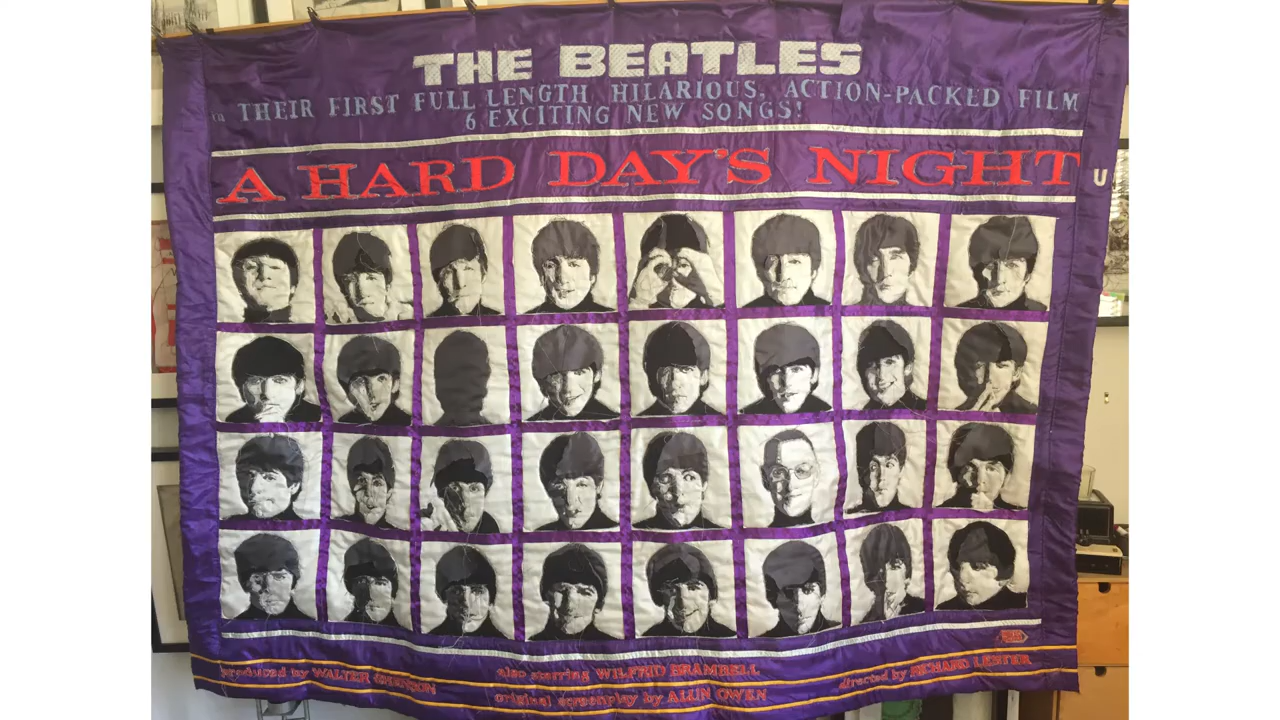 THE BEATLES
in THEIR FIRST FULL LENGTH, HILARIOUS, ACTION-PACKED FILM
6 EXCITING NEW SONGS!
A HARD DAY'S NIGHT U
produced by WALTER SHENSON
also starring WILFRID BRAMBELL
original screenplay by ALUN OWEN
directed by RICHARD LESTER